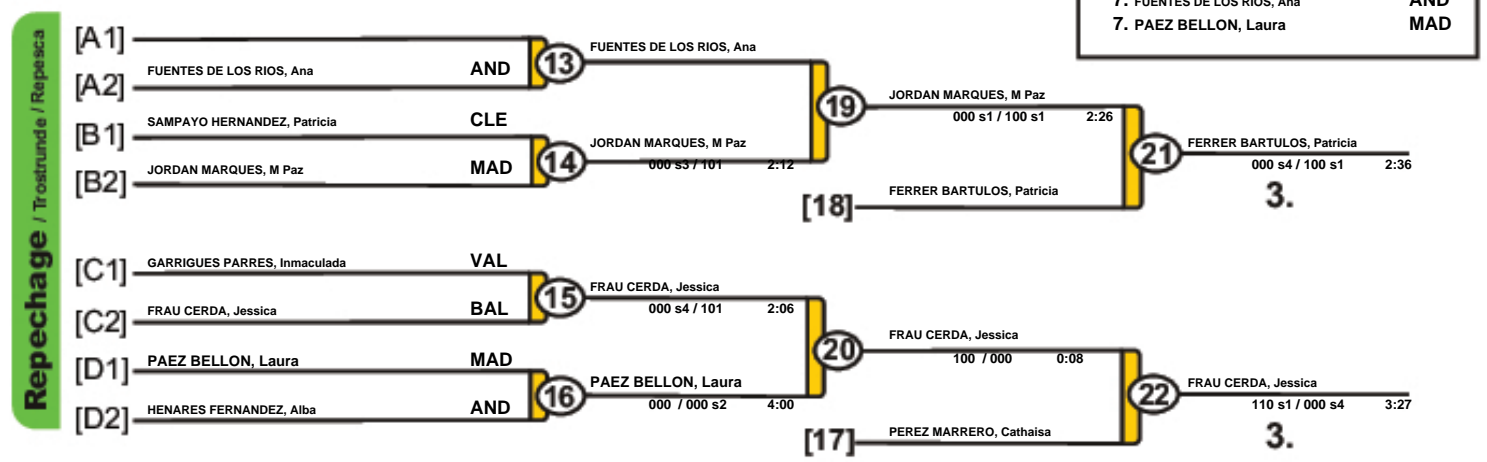 7. FUENTES DE LOS RIOS, Ana AND
7. PAEZ BELLON, Laura MAD
Repechage / Trostrunde / Repesca
[A1]
FUENTES DE LOS RIOS, Ana AND
[A2]
13
FUENTES DE LOS RIOS, Ana
SAMPAYO HERNANDEZ, Patricia CLE
[B1]
JORDAN MARQUES, M Paz MAD
[B2]
14
JORDAN MARQUES, M Paz
000 s3 / 101 2:12
19
JORDAN MARQUES, M Paz
000 s1 / 100 s1 2:26
[18]
FERRER BARTULOS, Patricia
21
FERRER BARTULOS, Patricia
000 s4 / 100 s1 2:36
3.
[C1]
GARRIGUES PARRES, Inmaculada VAL
[C2]
FRAU CERDA, Jessica BAL
15
FRAU CERDA, Jessica
000 s4 / 101 2:06
[D1]
PAEZ BELLON, Laura MAD
[D2]
HENARES FERNANDEZ, Alba AND
16
PAEZ BELLON, Laura
000 / 000 s2 4:00
20
FRAU CERDA, Jessica
100 / 000 0:08
[17]
PEREZ MARRERO, Cathaisa
22
FRAU CERDA, Jessica
110 s1 / 000 s4 3:27
3.